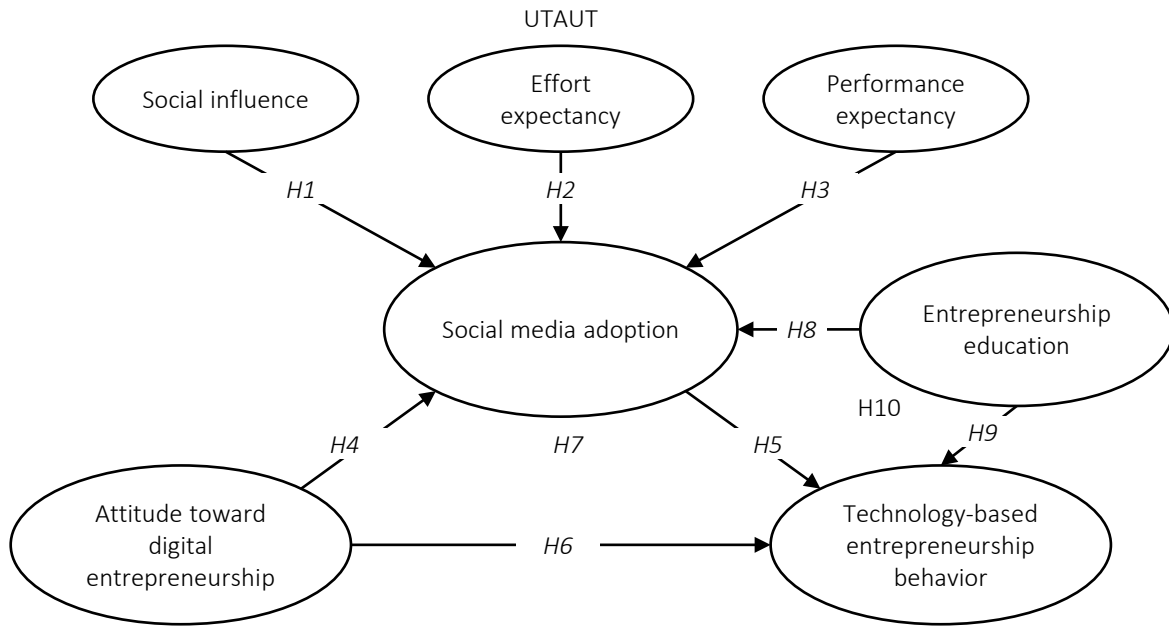 UTAUT
Social influence
Effort
expectancy
Performance
expectancy
H1
H2
H3
Social media adoption
H8
Entrepreneurship
education
H10
H4
H7
H5
H9
Attitude toward
digital
entrepreneurship
H6
Technology-based
entrepreneurship
behavior